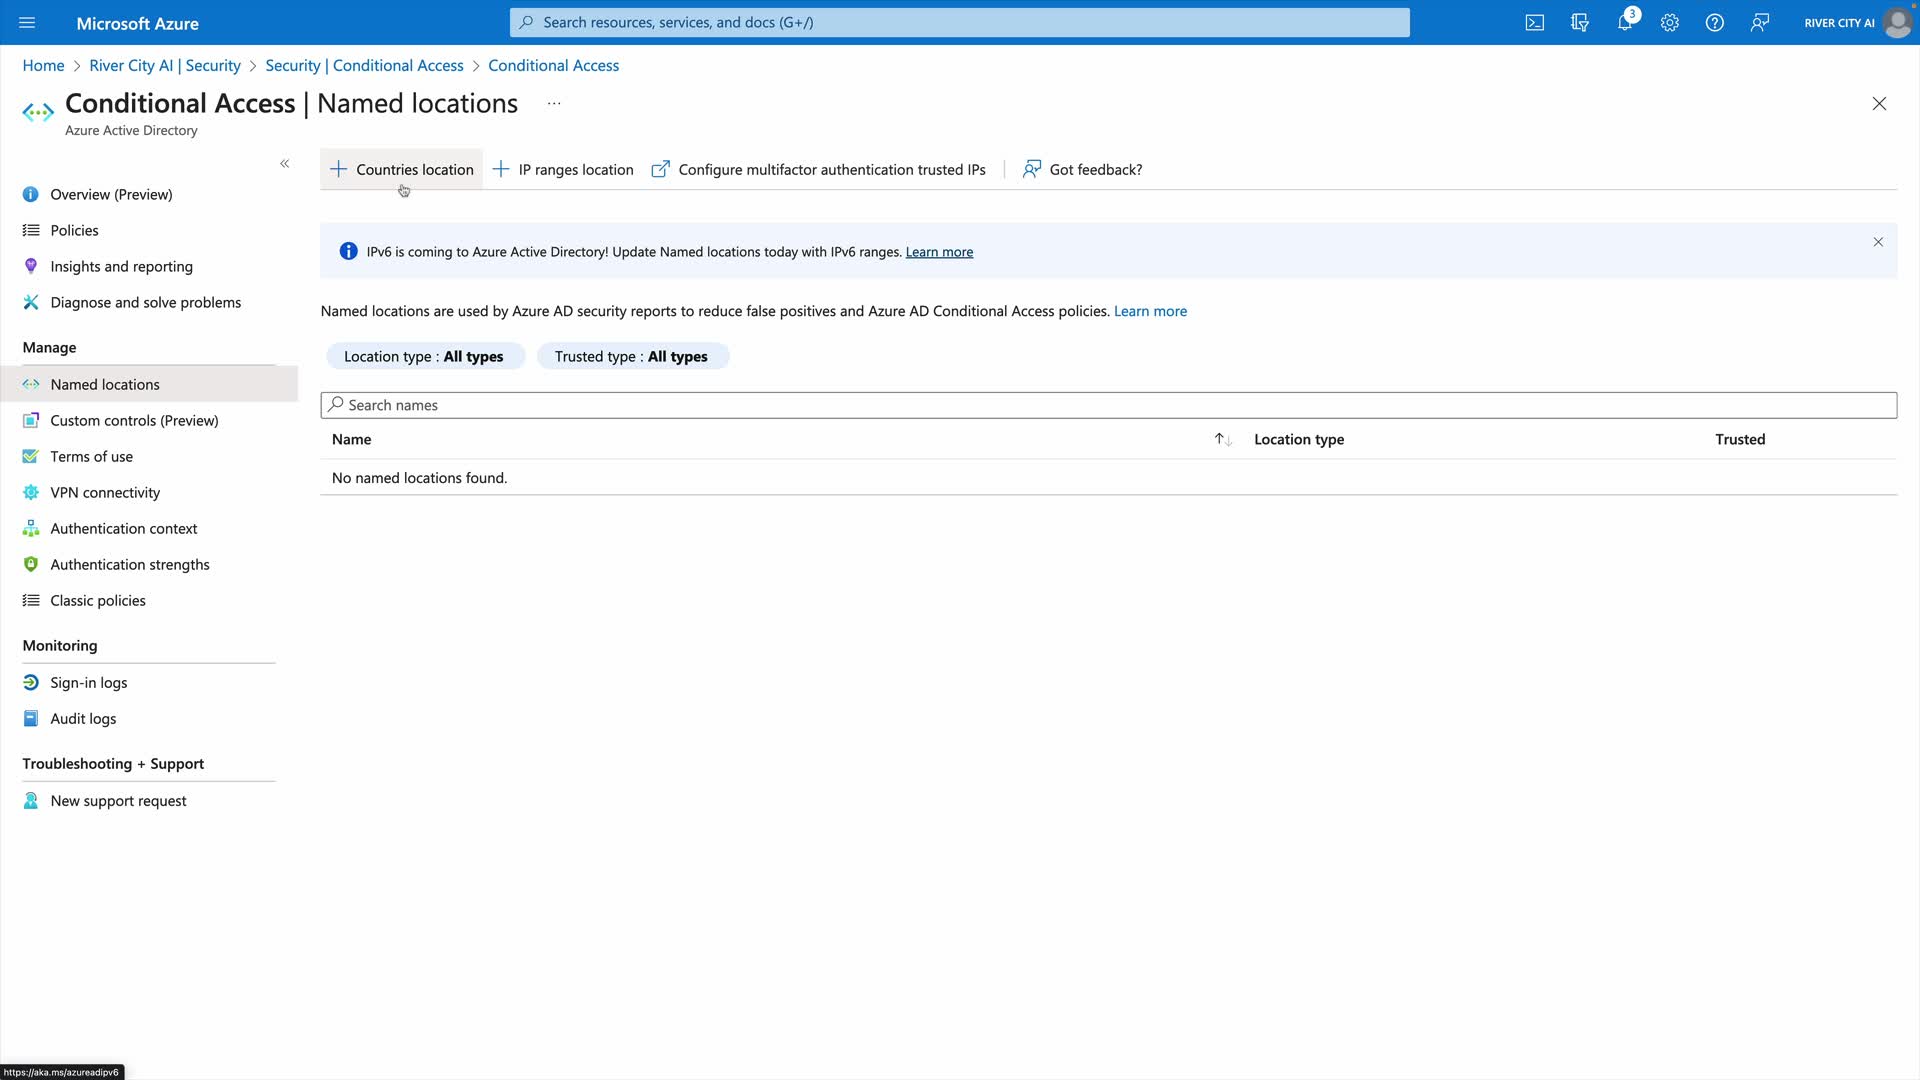 Microsoft Azure
Search resources, services, and docs (G+/)
3
RIVER CITY AI
Home > River City AI | Security > Security | Conditional Access > Conditional Access
Conditional Access | Named locations ...
Azure Active Directory
«
Countries location
IP ranges location
Configure multifactor authentication trusted IPs
Got feedback?
Overview (Preview)
Policies
Insights and reporting
Diagnose and solve problems
Manage
Named locations
Custom controls (Preview)
Terms of use
VPN connectivity
Authentication context
Authentication strengths
Classic policies
Monitoring
Sign-in logs
Audit logs
Troubleshooting + Support
New support request
IPv6 is coming to Azure Active Directory! Update Named locations today with IPv6 ranges. Learn more
Named locations are used by Azure AD security reports to reduce false positives and Azure AD Conditional Access policies. Learn more
Location type : All types
Trusted type : All types
Search names
Name
Location type
Trusted
No named locations found.
https://aka.ms/azureadipv6